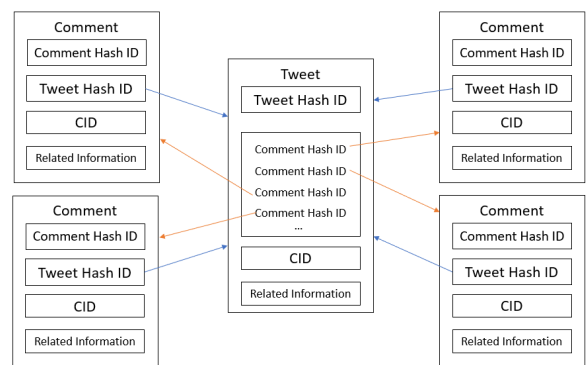 Comment
Comment Hash ID
Tweet Hash ID
CID
Related Information
Comment
Comment Hash ID
Tweet Hash ID
CID
Related Information
Tweet
Tweet Hash ID
Comment Hash ID
Comment Hash ID
Comment Hash ID
Comment Hash ID
...
CID
Related Information
Comment
Comment Hash ID
Tweet Hash ID
CID
Related Information
Comment
Comment Hash ID
Tweet Hash ID
CID
Related Information